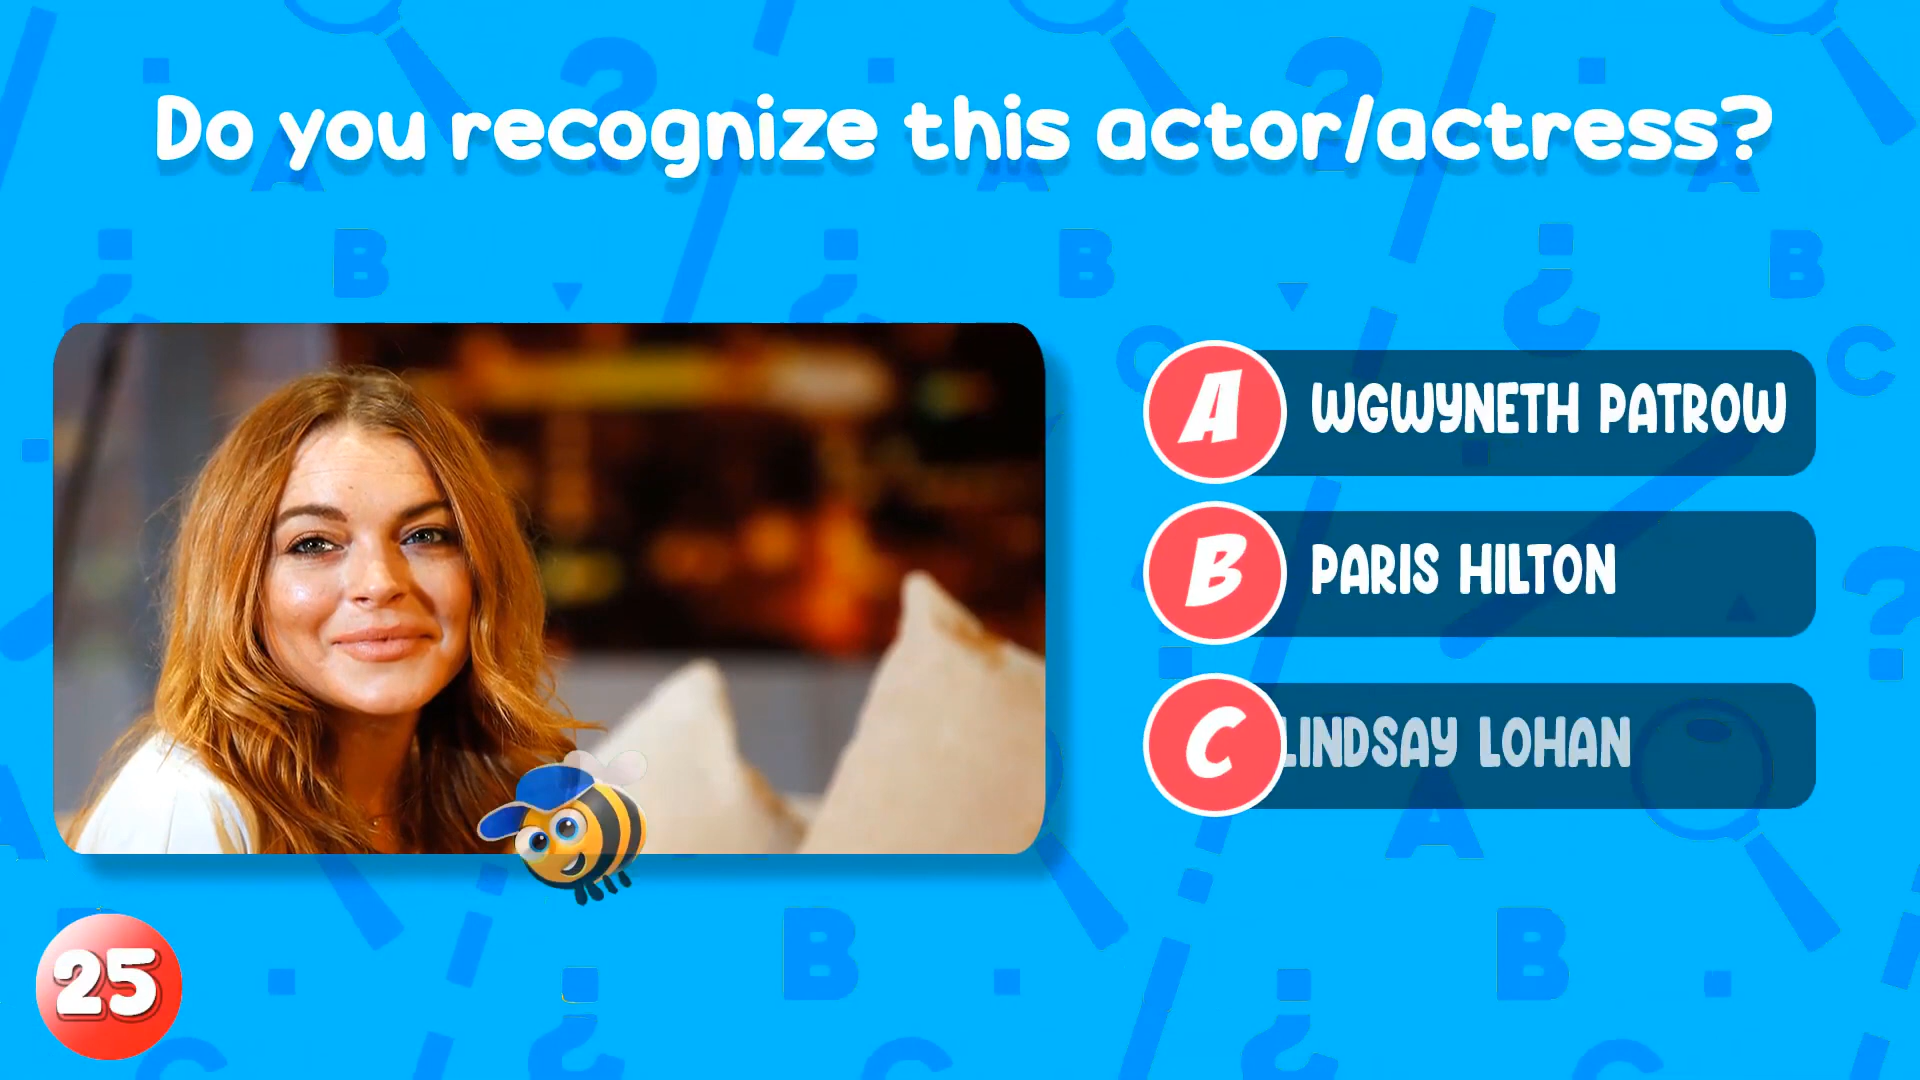 Do you recognize this actor/actress?
A WGWYNETH PATROW
B PARIS HILTON
C LINDSAY LOHAN
25